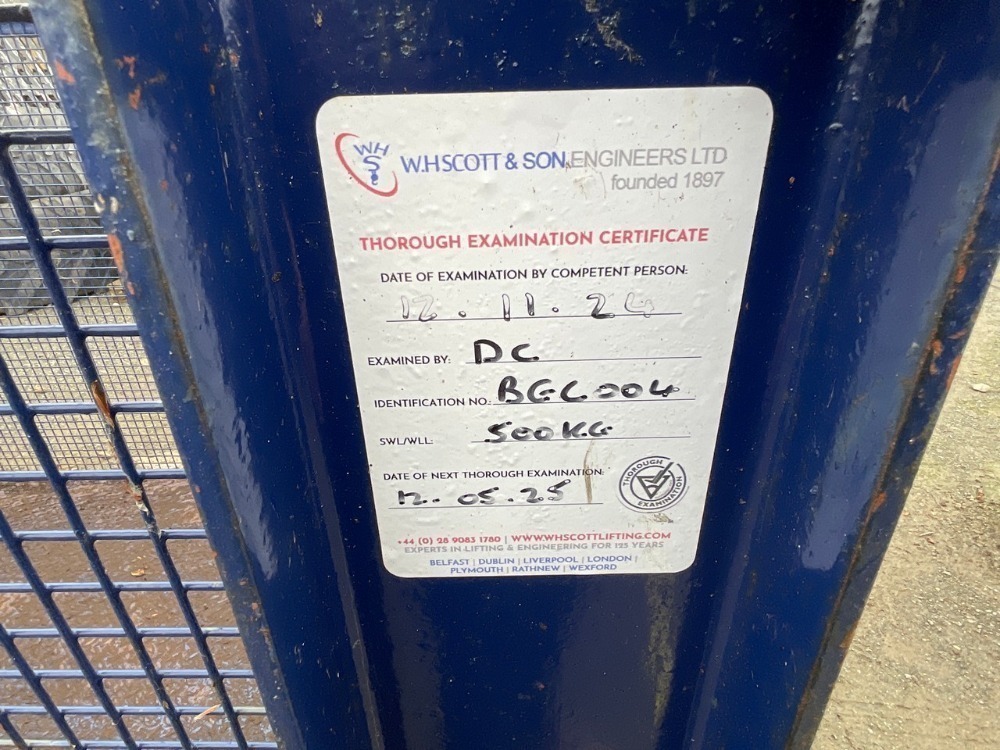 WH
S
W.H SCOTT & SON ENGINEERS LTD
founded 1897
THOROUGH EXAMINATION CERTIFICATE
DATE OF EXAMINATION BY COMPETENT PERSON:
12.11.24
EXAMINED BY: DC
IDENTIFICATION NO: BGC004
SWL/WLL: 500KG
DATE OF NEXT THOROUGH EXAMINATION:
12.05.25
THOROUGH EXAMINATION
+44 (0) 28 9083 1780 | WWW.WHSCOTTLIFTING.COM
EXPERTS IN LIFTING & ENGINEERING FOR 125 YEARS
BELFAST | DUBLIN | LIVERPOOL | LONDON |
PLYMOUTH | RATHNEW | WEXFORD